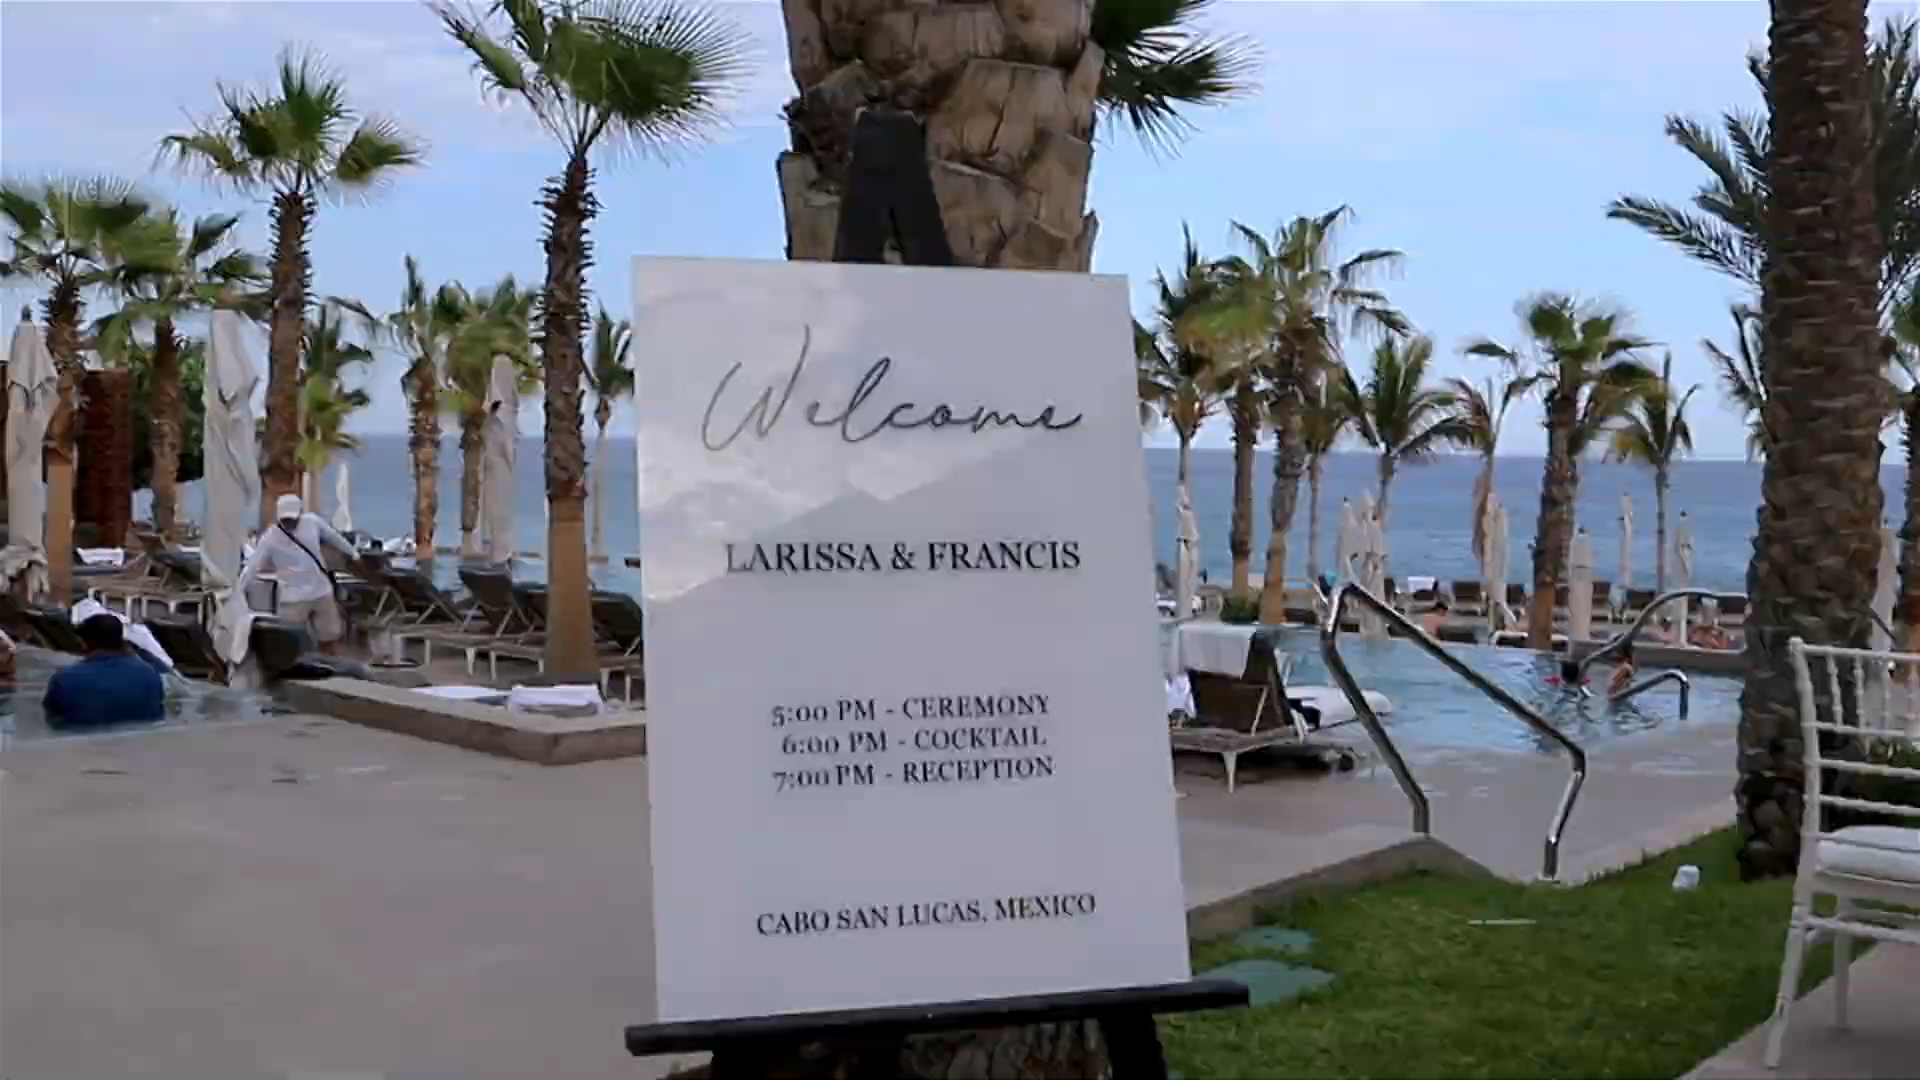 Welcome
LARISSA & FRANCIS
5:00 PM - CEREMONY
6:00 PM - COCKTAIL
7:00 PM - RECEPTION
CABO SAN LUCAS, MEXICO